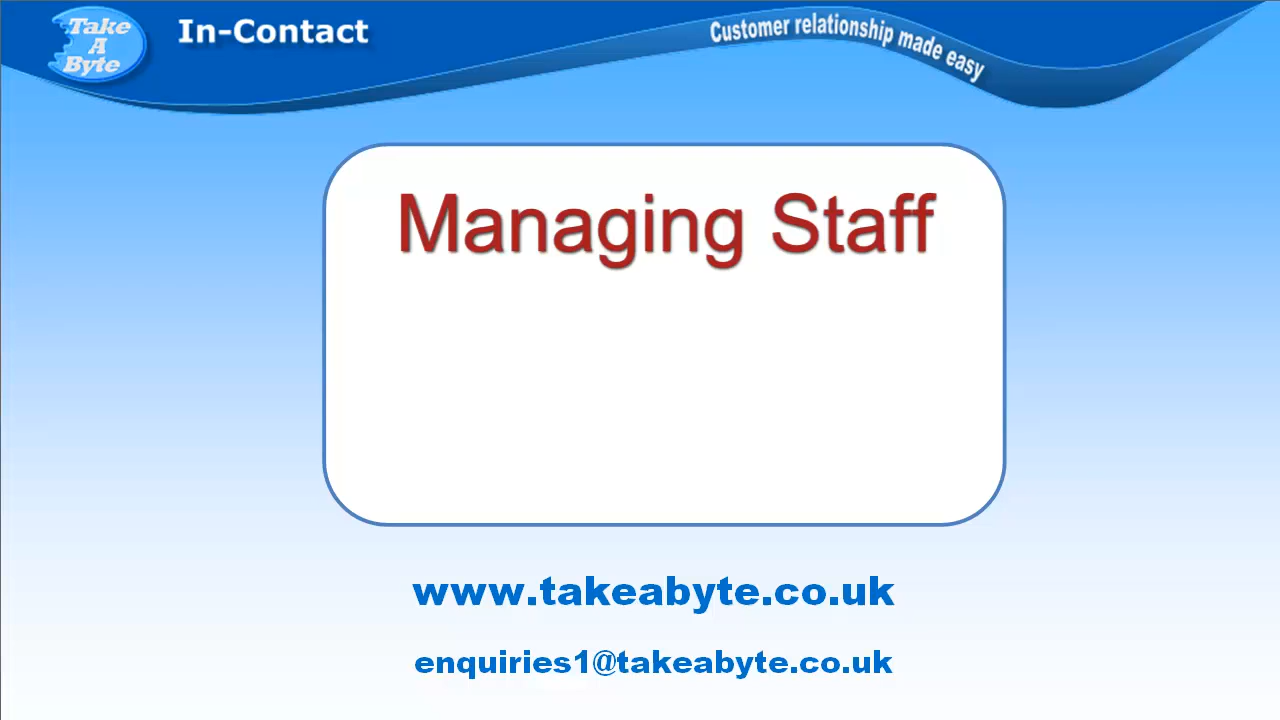 Take
A
Byte
In-Contact
Customer relationship made easy
Managing Staff
www.takeabyte.co.uk
enquiries1@takeabyte.co.uk